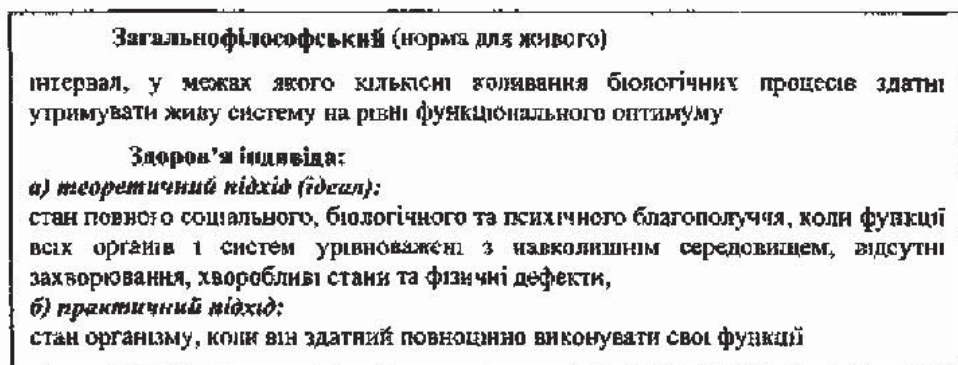 Загальнофілософський (норма для живого)
інтервал, у межах якого кількісні коливання біологічних процесів здатні
утримувати живу систему на рівні функціонального оптимуму
Здоров'я індивіда:
а) теоретичний підхід (ідеал):
стан повного соціального, біологічного та психічного благополуччя, коли функції
всіх органів і систем урівноважені з навколишнім середовищем, відсутні
захворювання, хворобливі стани та фізичні дефекти,
б) практичний підхід:
стан організму, коли він здатний повноцінно виконувати свої функції